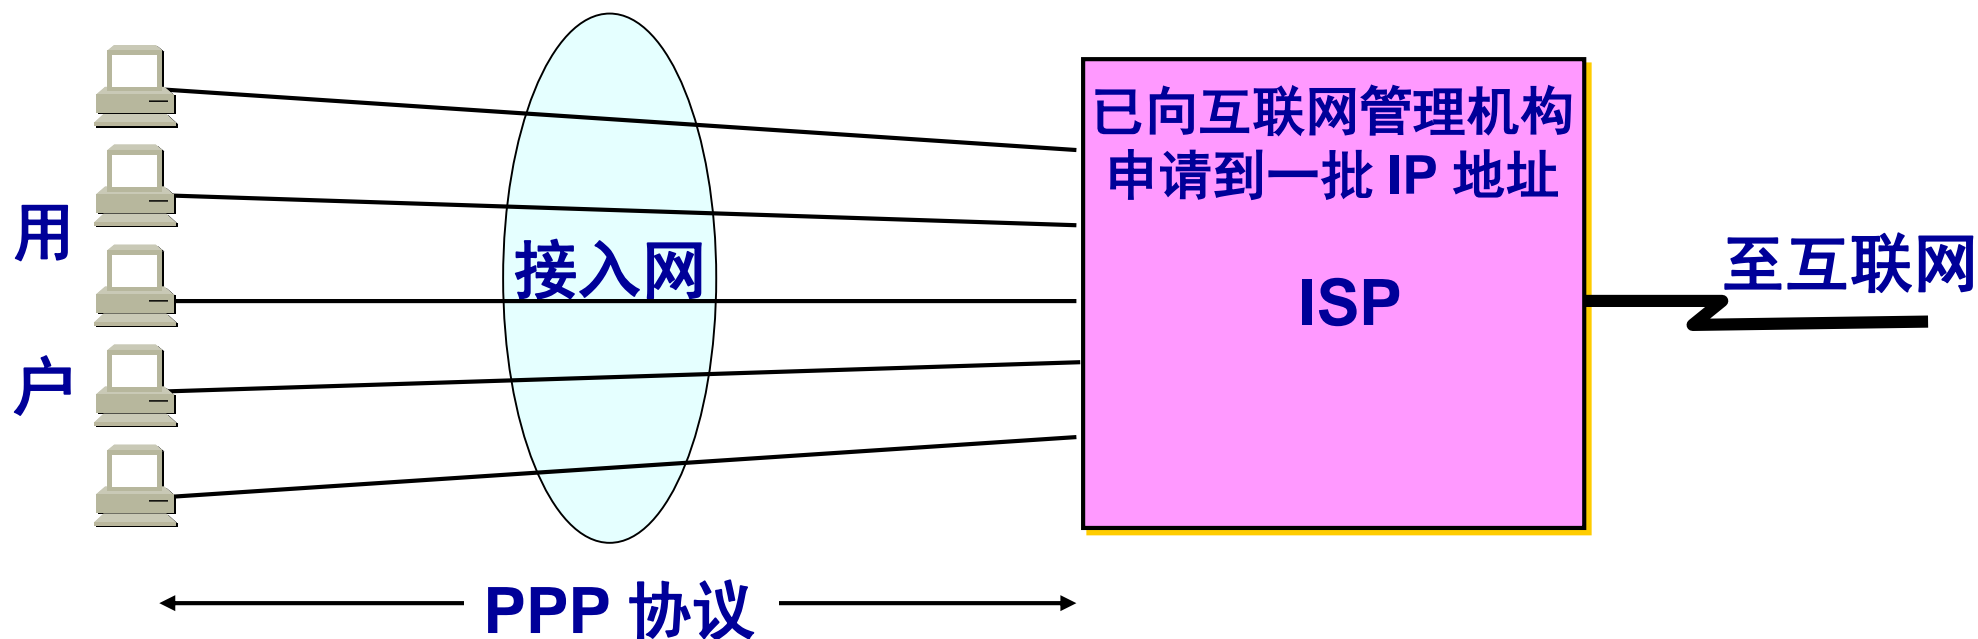 已向互联网管理机构
申请到一批 IP 地址
用
户
接入网
ISP
至互联网
PPP 协议